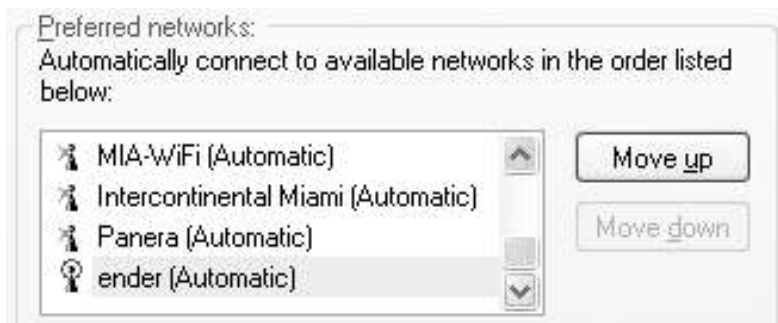 Preferred networks:
Automatically connect to available networks in the order listed
below:
MIA-WiFi (Automatic)
Intercontinental Miami (Automatic)
Panera (Automatic)
ender (Automatic)
Move up
Move down